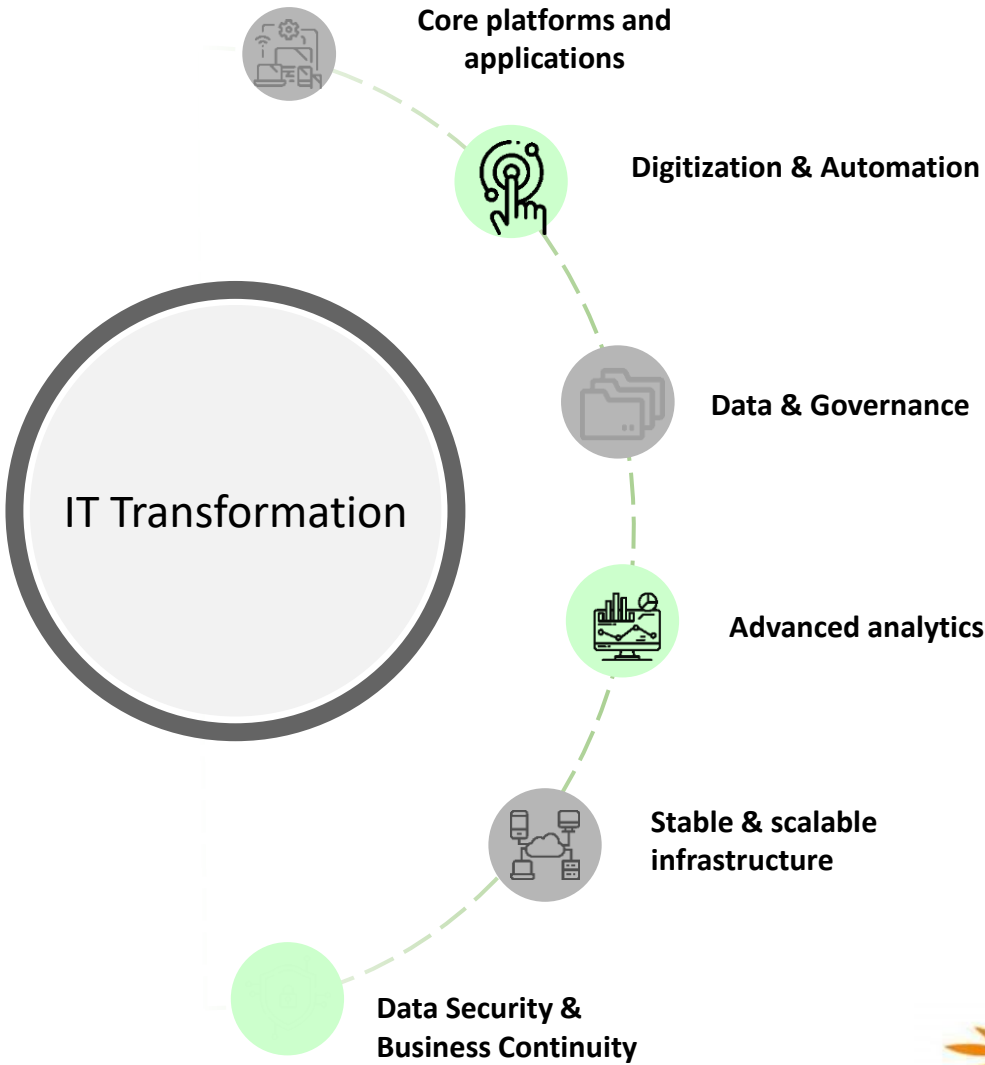 Core platforms and
applications
Digitization & Automation
Data & Governance
IT Transformation
Advanced analytics
Stable & scalable
infrastructure
Data Security &
Business Continuity